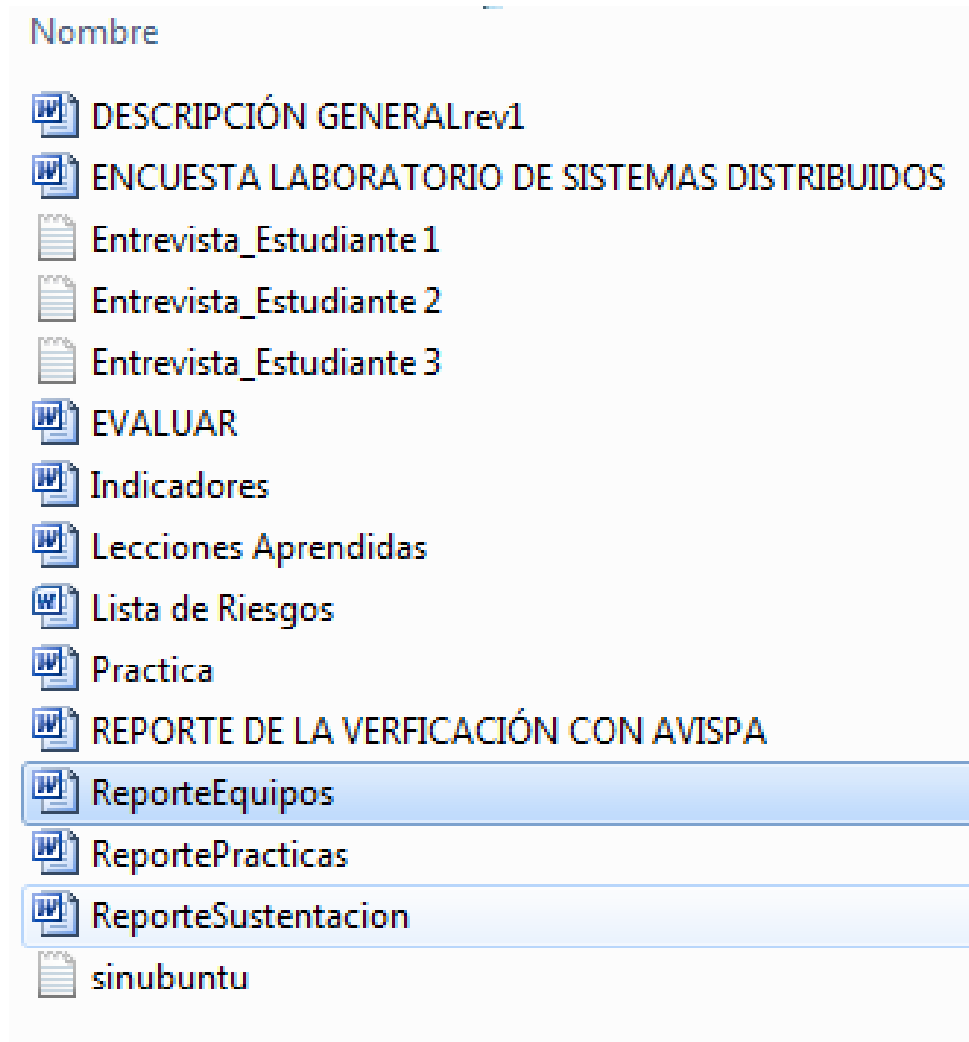 Nombre
DESCRIPCIÓN GENERALrev1
ENCUESTA LABORATORIO DE SISTEMAS DISTRIBUIDOS
Entrevista_Estudiante 1
Entrevista_Estudiante 2
Entrevista_Estudiante 3
EVALUAR
Indicadores
Lecciones Aprendidas
Lista de Riesgos
Practica
REPORTE DE LA VERFICACIÓN CON AVISPA
ReporteEquipos
ReportePracticas
ReporteSustentacion
sinubuntu